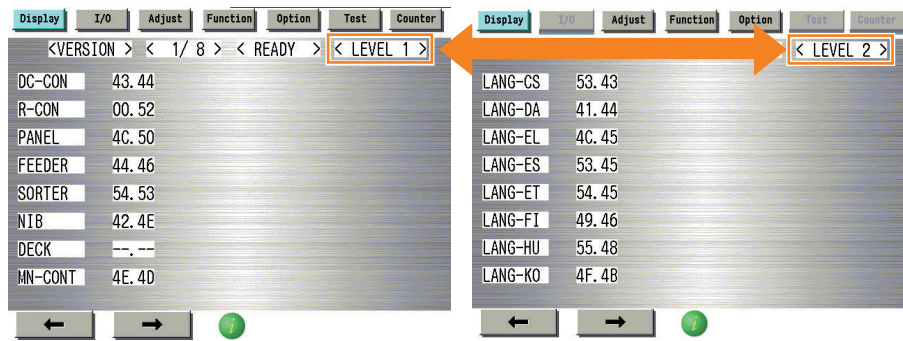 Display I/O Adjust Function Option Test Counter
<VERSION > < 1/ 8 > < READY > < LEVEL 1 >
DC-CON 43.44
R-CON 00.52
PANEL 4C.50
FEEDER 44.46
SORTER 54.53
NIB 42.4E
DECK --.--
MN-CONT 4E.4D
Display I/O Adjust Function Option Test Counter
< LEVEL 2 >
LANG-CS 53.43
LANG-DA 41.44
LANG-EL 4C.45
LANG-ES 53.45
LANG-ET 54.45
LANG-FI 49.46
LANG-HU 55.48
LANG-KO 4F.4B